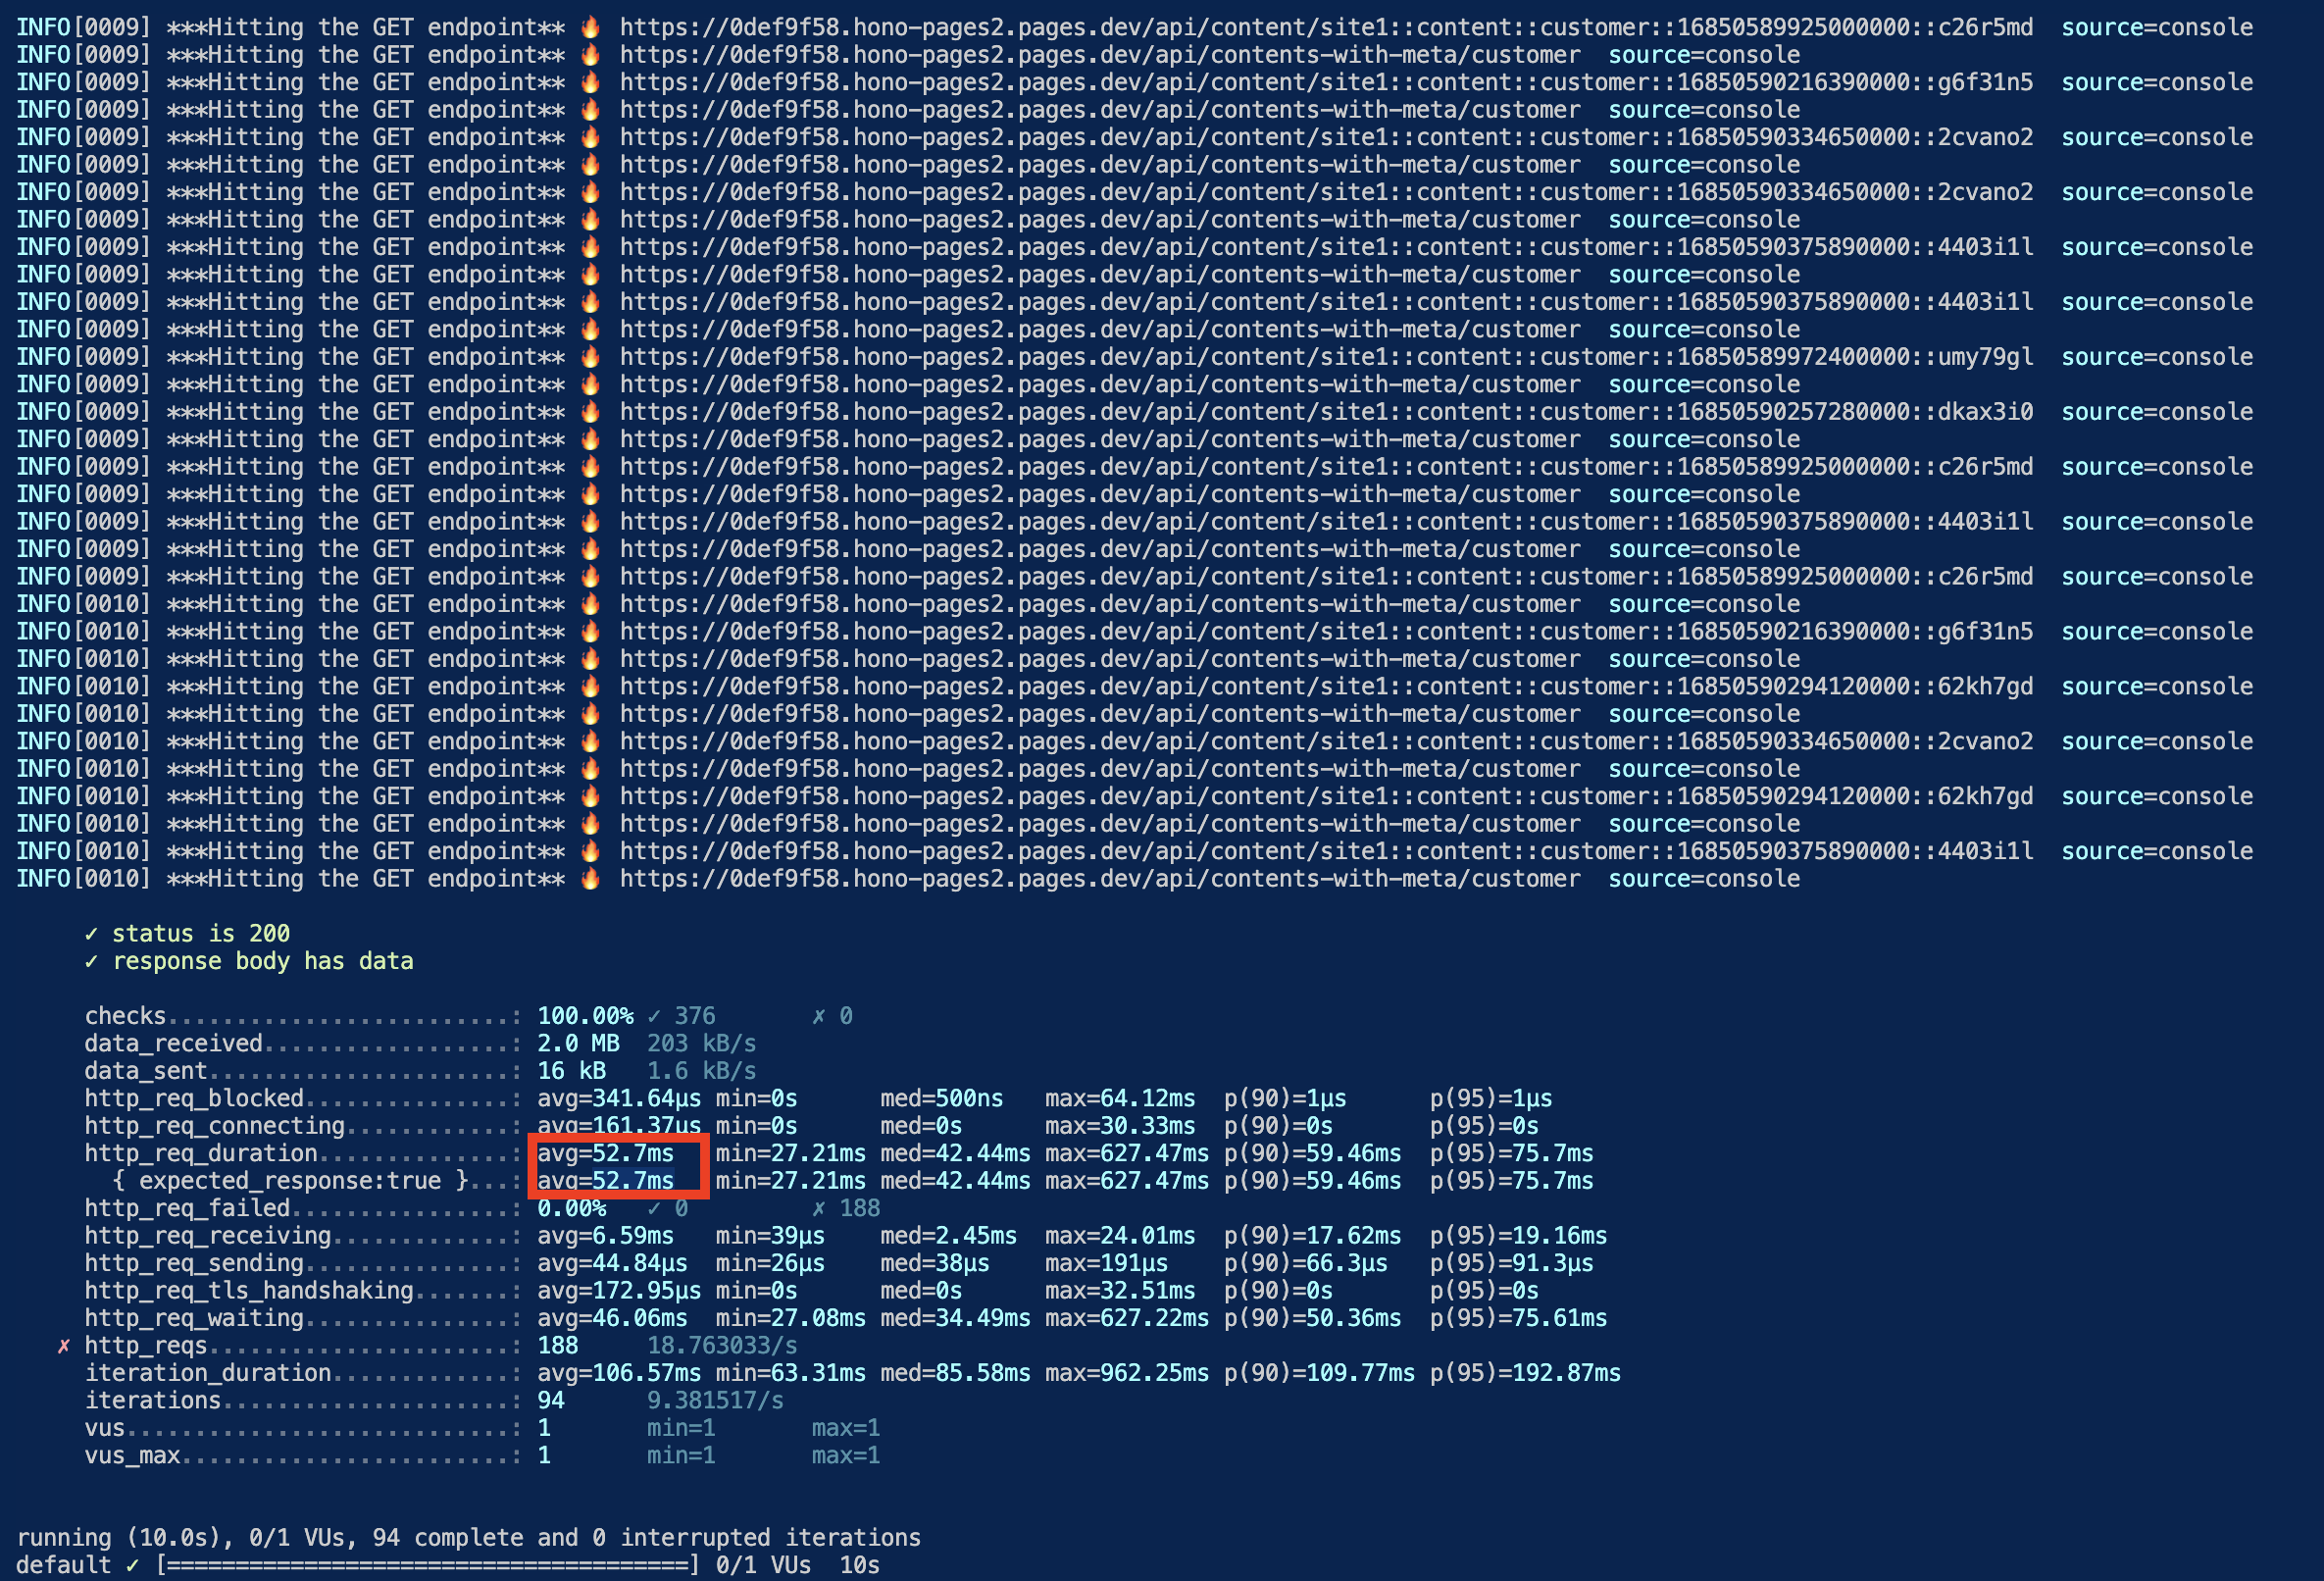 INFO[0009] ***Hitting the GET endpoint** 🔥 https://0def9f58.hono-pages2.pages.dev/api/content/site1::content::customer::16850589925000000::c26r5md  source=console
INFO[0009] ***Hitting the GET endpoint** 🔥 https://0def9f58.hono-pages2.pages.dev/api/contents-with-meta/customer  source=console
INFO[0009] ***Hitting the GET endpoint** 🔥 https://0def9f58.hono-pages2.pages.dev/api/content/site1::content::customer::16850590216390000::g6f31n5  source=console
INFO[0009] ***Hitting the GET endpoint** 🔥 https://0def9f58.hono-pages2.pages.dev/api/contents-with-meta/customer  source=console
INFO[0009] ***Hitting the GET endpoint** 🔥 https://0def9f58.hono-pages2.pages.dev/api/content/site1::content::customer::16850590334650000::2cvano2  source=console
INFO[0009] ***Hitting the GET endpoint** 🔥 https://0def9f58.hono-pages2.pages.dev/api/contents-with-meta/customer  source=console
INFO[0009] ***Hitting the GET endpoint** 🔥 https://0def9f58.hono-pages2.pages.dev/api/content/site1::content::customer::16850590334650000::2cvano2  source=console
INFO[0009] ***Hitting the GET endpoint** 🔥 https://0def9f58.hono-pages2.pages.dev/api/contents-with-meta/customer  source=console
INFO[0009] ***Hitting the GET endpoint** 🔥 https://0def9f58.hono-pages2.pages.dev/api/content/site1::content::customer::16850590375890000::4403i1l  source=console
INFO[0009] ***Hitting the GET endpoint** 🔥 https://0def9f58.hono-pages2.pages.dev/api/contents-with-meta/customer  source=console
INFO[0009] ***Hitting the GET endpoint** 🔥 https://0def9f58.hono-pages2.pages.dev/api/content/site1::content::customer::16850590375890000::4403i1l  source=console
INFO[0009] ***Hitting the GET endpoint** 🔥 https://0def9f58.hono-pages2.pages.dev/api/contents-with-meta/customer  source=console
INFO[0009] ***Hitting the GET endpoint** 🔥 https://0def9f58.hono-pages2.pages.dev/api/content/site1::content::customer::16850589972400000::umy79gl  source=console
INFO[0009] ***Hitting the GET endpoint** 🔥 https://0def9f58.hono-pages2.pages.dev/api/contents-with-meta/customer  source=console
INFO[0009] ***Hitting the GET endpoint** 🔥 https://0def9f58.hono-pages2.pages.dev/api/content/site1::content::customer::16850590257280000::dkax3i0  source=console
INFO[0009] ***Hitting the GET endpoint** 🔥 https://0def9f58.hono-pages2.pages.dev/api/contents-with-meta/customer  source=console
INFO[0009] ***Hitting the GET endpoint** 🔥 https://0def9f58.hono-pages2.pages.dev/api/content/site1::content::customer::16850589925000000::c26r5md  source=console
INFO[0009] ***Hitting the GET endpoint** 🔥 https://0def9f58.hono-pages2.pages.dev/api/contents-with-meta/customer  source=console
INFO[0009] ***Hitting the GET endpoint** 🔥 https://0def9f58.hono-pages2.pages.dev/api/content/site1::content::customer::16850590375890000::4403i1l  source=console
INFO[0009] ***Hitting the GET endpoint** 🔥 https://0def9f58.hono-pages2.pages.dev/api/contents-with-meta/customer  source=console
INFO[0009] ***Hitting the GET endpoint** 🔥 https://0def9f58.hono-pages2.pages.dev/api/content/site1::content::customer::16850589925000000::c26r5md  source=console
INFO[0010] ***Hitting the GET endpoint** 🔥 https://0def9f58.hono-pages2.pages.dev/api/contents-with-meta/customer  source=console
INFO[0010] ***Hitting the GET endpoint** 🔥 https://0def9f58.hono-pages2.pages.dev/api/content/site1::content::customer::16850590216390000::g6f31n5  source=console
INFO[0010] ***Hitting the GET endpoint** 🔥 https://0def9f58.hono-pages2.pages.dev/api/contents-with-meta/customer  source=console
INFO[0010] ***Hitting the GET endpoint** 🔥 https://0def9f58.hono-pages2.pages.dev/api/content/site1::content::customer::16850590294120000::62kh7gd  source=console
INFO[0010] ***Hitting the GET endpoint** 🔥 https://0def9f58.hono-pages2.pages.dev/api/contents-with-meta/customer  source=console
INFO[0010] ***Hitting the GET endpoint** 🔥 https://0def9f58.hono-pages2.pages.dev/api/content/site1::content::customer::16850590334650000::2cvano2  source=console
INFO[0010] ***Hitting the GET endpoint** 🔥 https://0def9f58.hono-pages2.pages.dev/api/contents-with-meta/customer  source=console
INFO[0010] ***Hitting the GET endpoint** 🔥 https://0def9f58.hono-pages2.pages.dev/api/content/site1::content::customer::16850590294120000::62kh7gd  source=console
INFO[0010] ***Hitting the GET endpoint** 🔥 https://0def9f58.hono-pages2.pages.dev/api/contents-with-meta/customer  source=console
INFO[0010] ***Hitting the GET endpoint** 🔥 https://0def9f58.hono-pages2.pages.dev/api/content/site1::content::customer::16850590375890000::4403i1l  source=console
INFO[0010] ***Hitting the GET endpoint** 🔥 https://0def9f58.hono-pages2.pages.dev/api/contents-with-meta/customer  source=console
✓ status is 200
✓ response body has data
checks.........................: 100.00% ✓ 376       ✗ 0
data_received..................: 2.0 MB  203 kB/s
data_sent......................: 16 kB   1.6 kB/s
http_req_blocked...............: avg=341.64µs min=0s      med=500ns   max=64.12ms  p(90)=1µs      p(95)=1µs
http_req_connecting............: avg=161.37µs min=0s      med=0s      max=30.33ms  p(90)=0s       p(95)=0s
http_req_duration..............: avg=52.7ms   min=27.21ms med=42.44ms max=627.47ms p(90)=59.46ms  p(95)=75.7ms
{ expected_response:true }...: avg=52.7ms   min=27.21ms med=42.44ms max=627.47ms p(90)=59.46ms  p(95)=75.7ms
http_req_failed................: 0.00%   ✓ 0         ✗ 188
http_req_receiving.............: avg=6.59ms   min=39µs    med=2.45ms  max=24.01ms  p(90)=17.62ms  p(95)=19.16ms
http_req_sending...............: avg=44.84µs  min=26µs    med=38µs    max=191µs    p(90)=66.3µs   p(95)=91.3µs
http_req_tls_handshaking.......: avg=172.95µs min=0s      med=0s      max=32.51ms  p(90)=0s       p(95)=0s
http_req_waiting...............: avg=46.06ms  min=27.08ms med=34.49ms max=627.22ms p(90)=50.36ms  p(95)=75.61ms
✗ http_reqs......................: 188     18.763033/s
iteration_duration.............: avg=106.57ms min=63.31ms med=85.58ms max=962.25ms p(90)=109.77ms p(95)=192.87ms
iterations.....................: 94      9.381517/s
vus............................: 1       min=1       max=1
vus_max........................: 1       min=1       max=1
running (10.0s), 0/1 VUs, 94 complete and 0 interrupted iterations
default ✓ [======================================] 0/1 VUs  10s